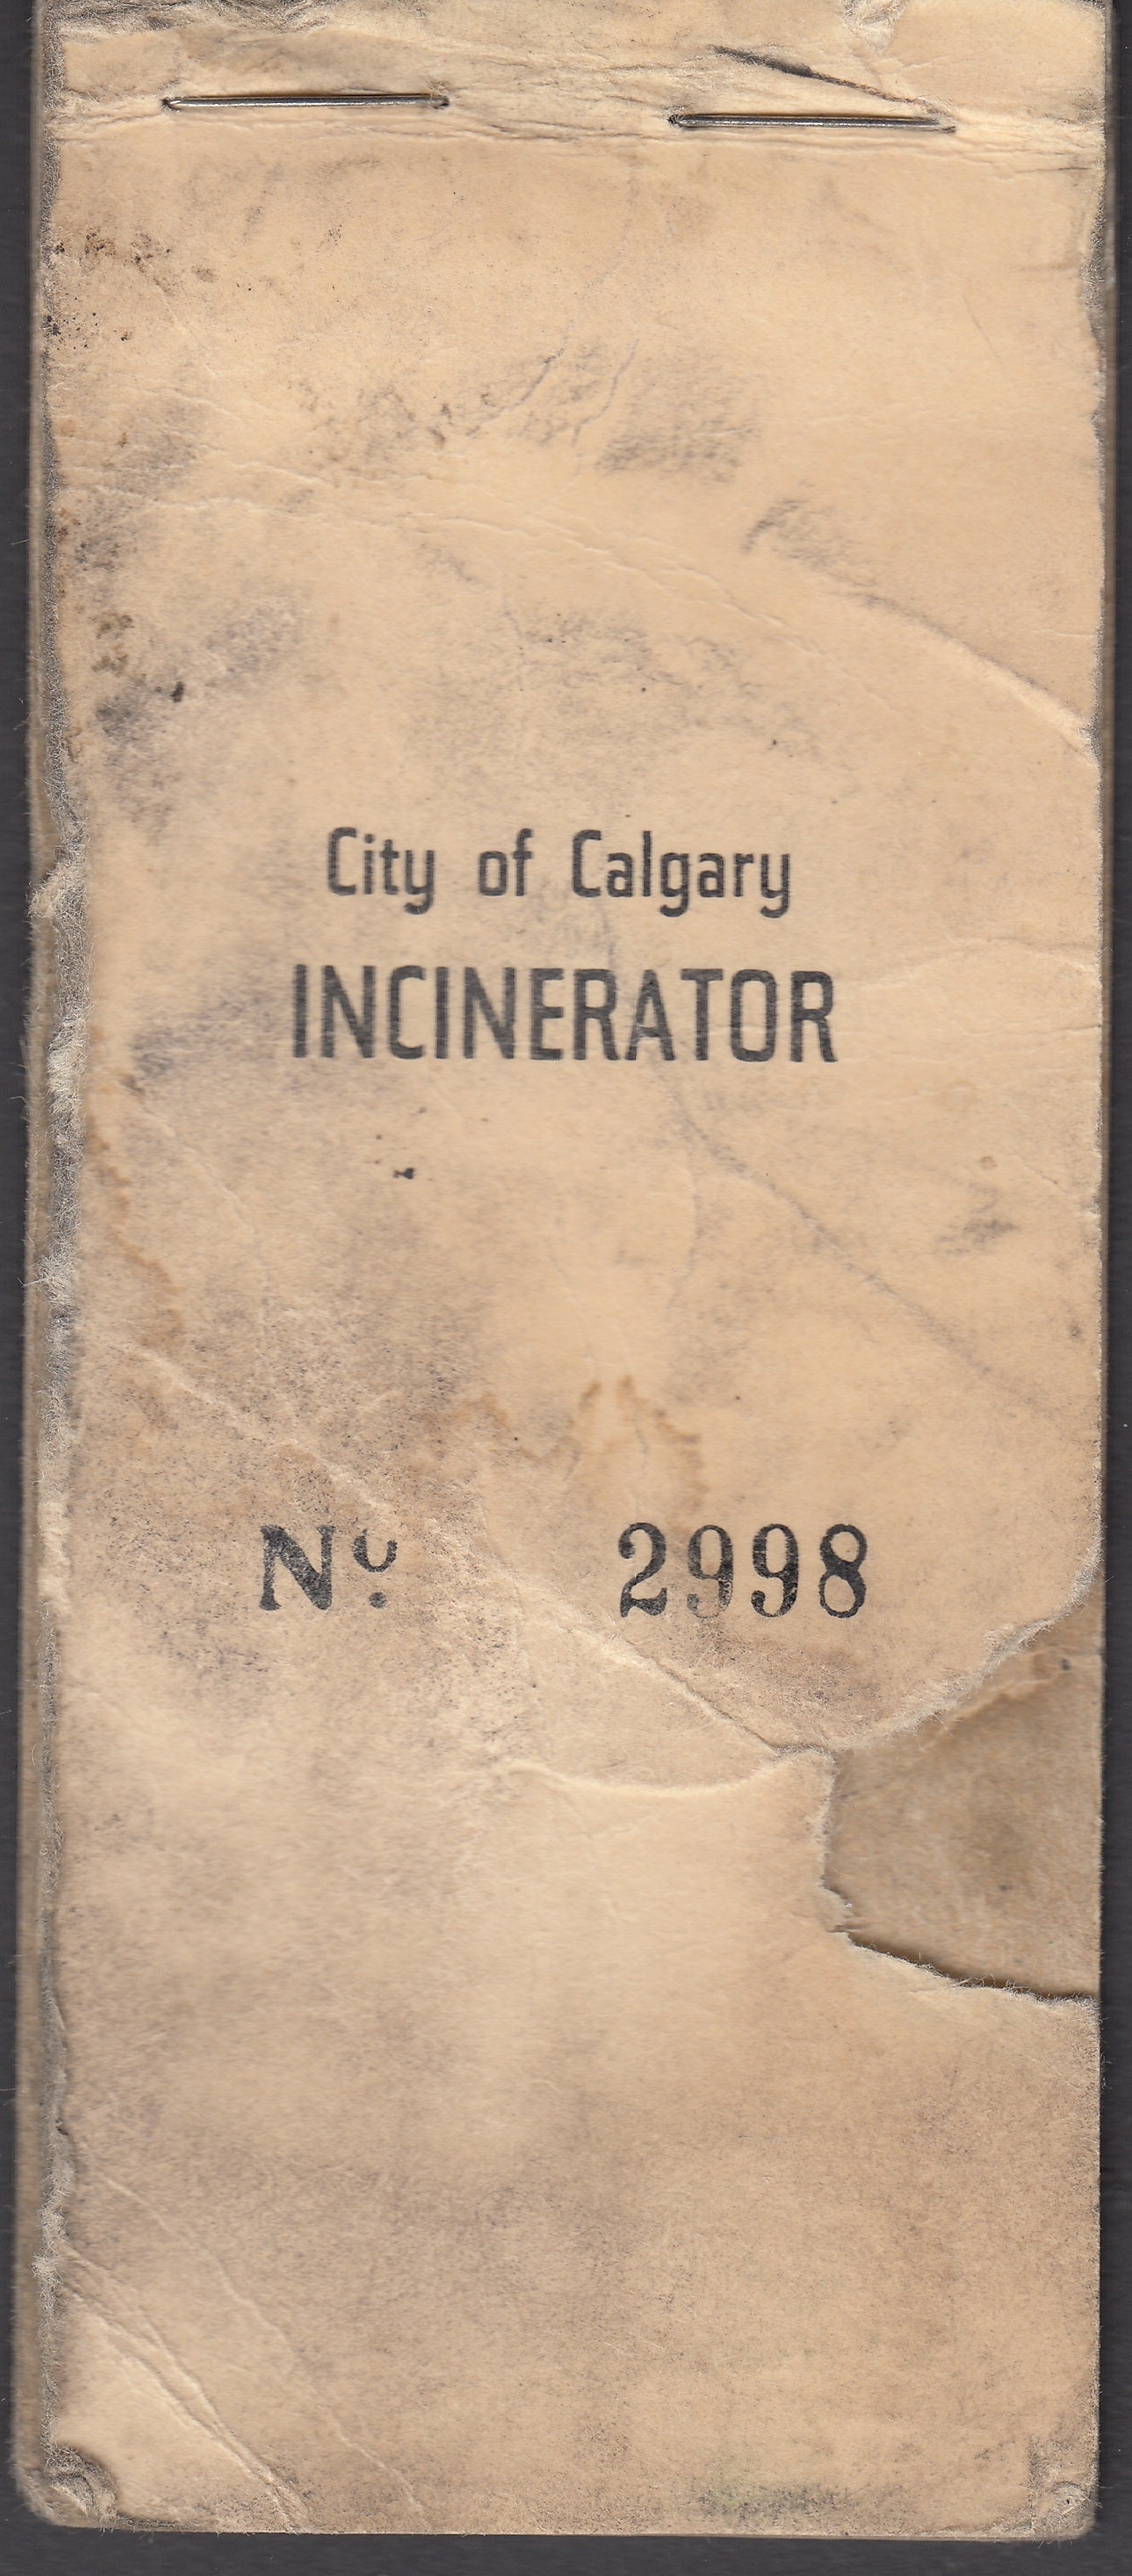 City of Calgary
INCINERATOR
No. 2998